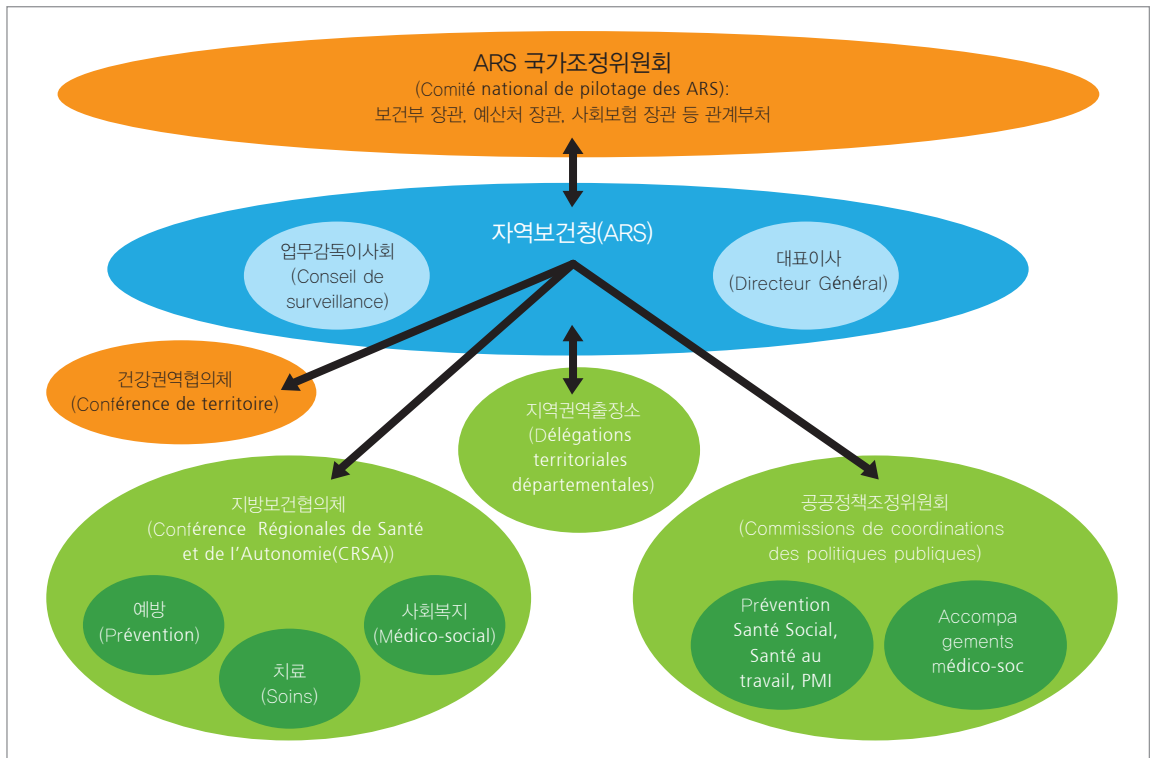 ARS 국가조정위원회
(Comité national de pilotage des ARS):
보건부 장관, 예산처 장관, 사회보험 장관 등 관계부처
자역보건청(ARS)
업무감독이사회
(Conseil de
surveillance)
대표이사
(Directeur Général)
건강권역협의체
(Conférence de territoire)
지역권역출장소
(Délégations
territoriales
départementales)
지방보건협의체
(Conférence Régionales de Santé
et de l'Autonomie(CRSA))
예방
(Prévention)
치료
(Soins)
사회복지
(Médico-social)
공공정책조정위원회
(Commissions de coordinations
des politiques publiques)
Prévention
Santé Social,
Santé au
travail, PMI
Accompa
gements
médico-soc